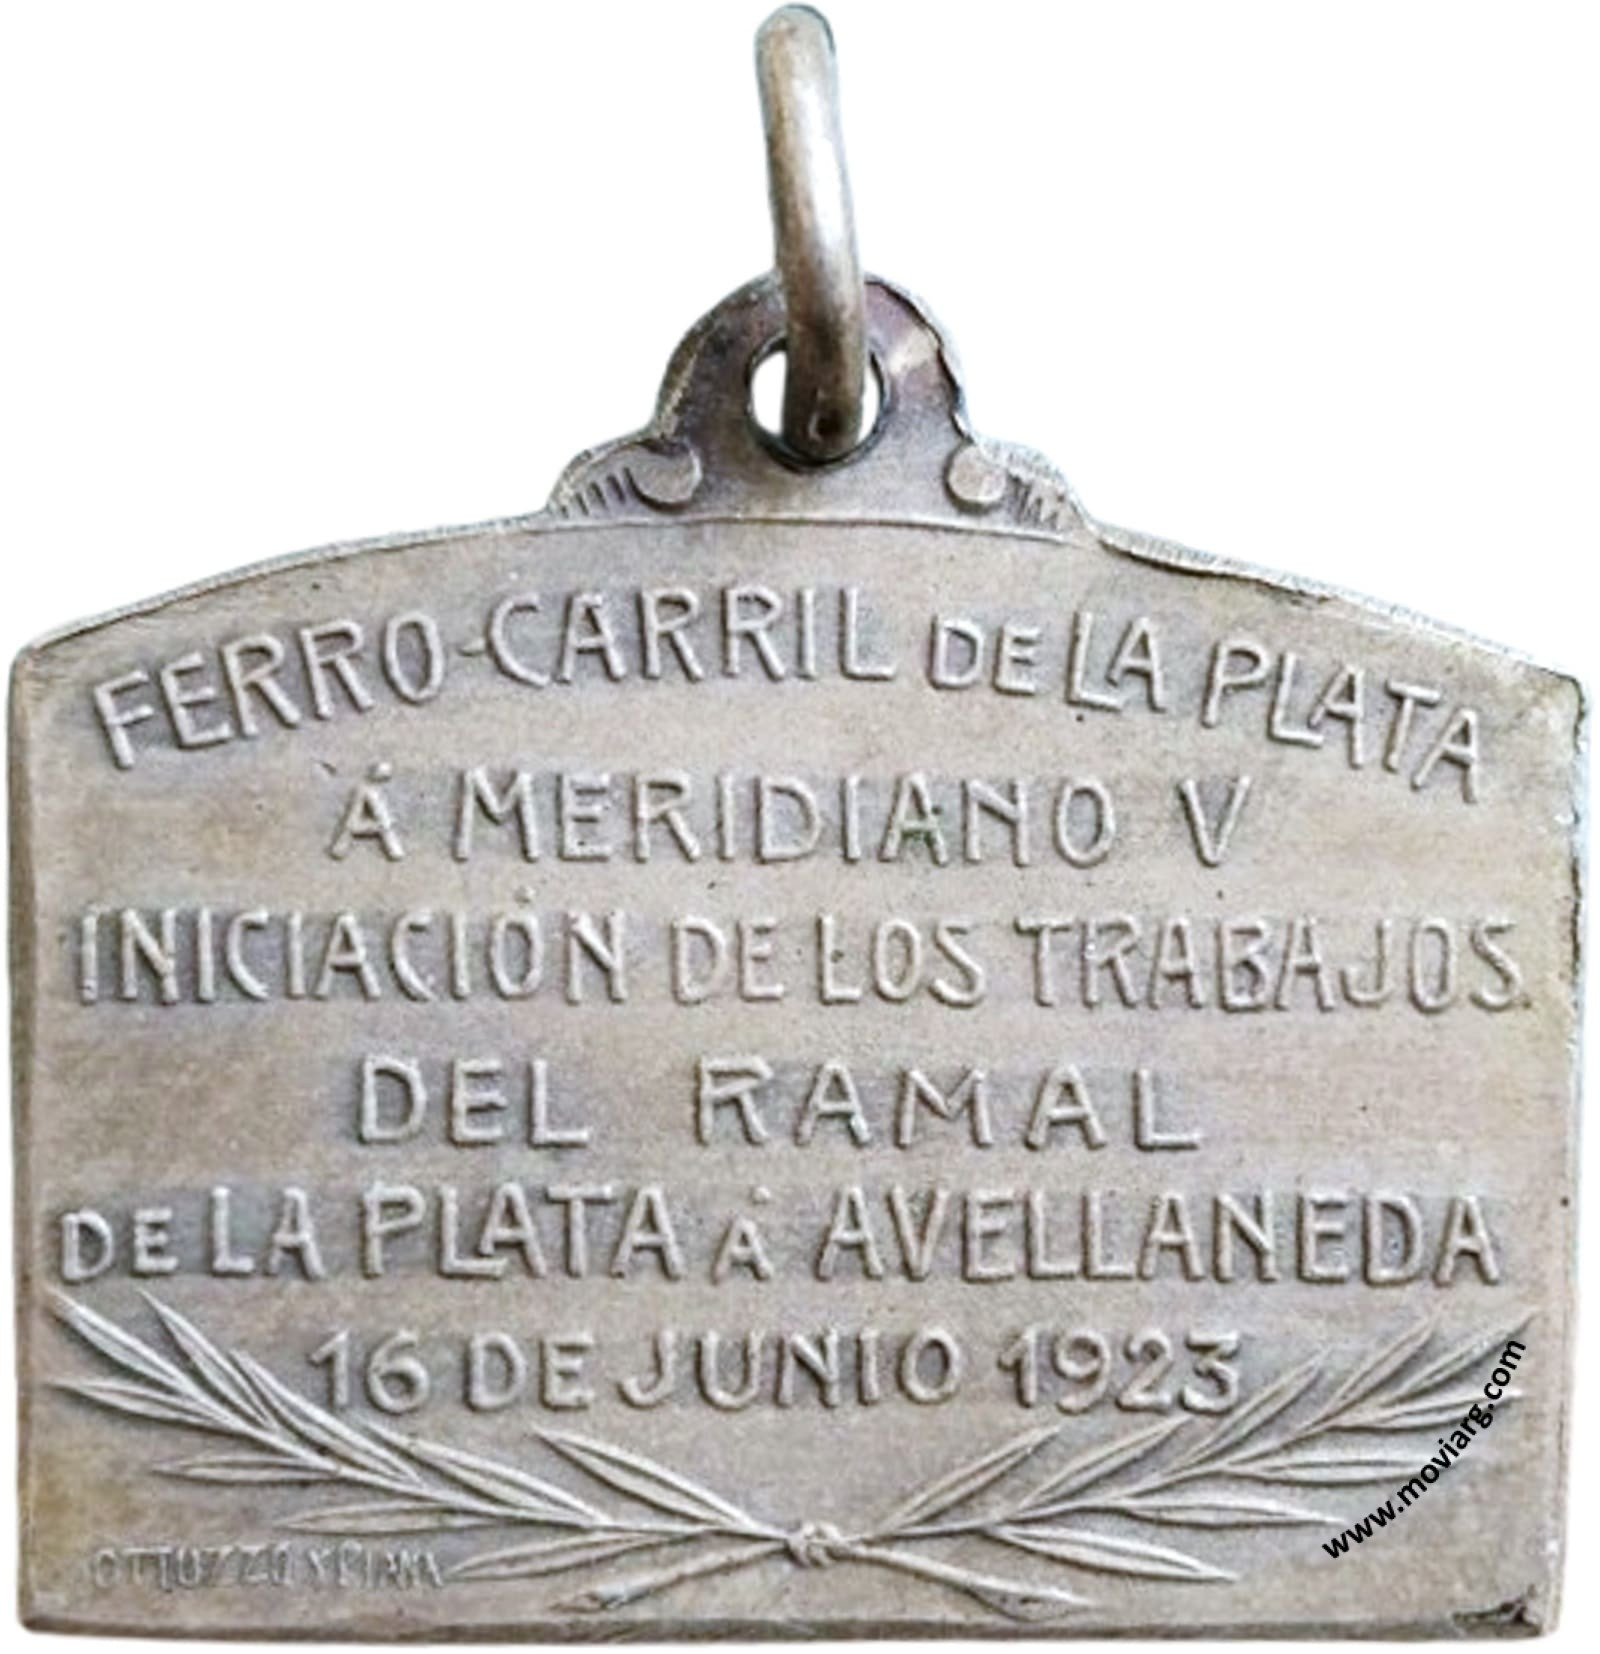 FERRO-CARRIL DE LA PLATA
Á MERIDIANO V
INICIACIÓN DE LOS TRABAJOS
DEL RAMAL
DE LA PLATA Á AVELLANEDA
16 DE JUNIO 1923
www.moviarg.com